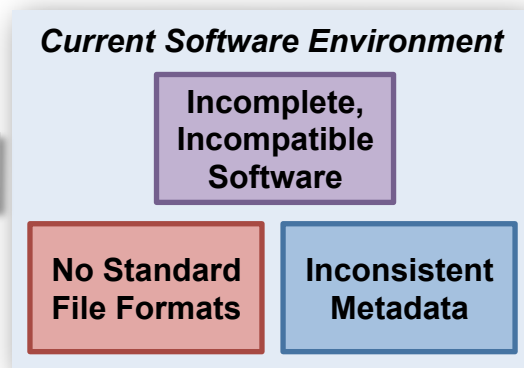 Current Software Environment
Incomplete,
Incompatible
Software
No Standard
File Formats
Inconsistent
Metadata